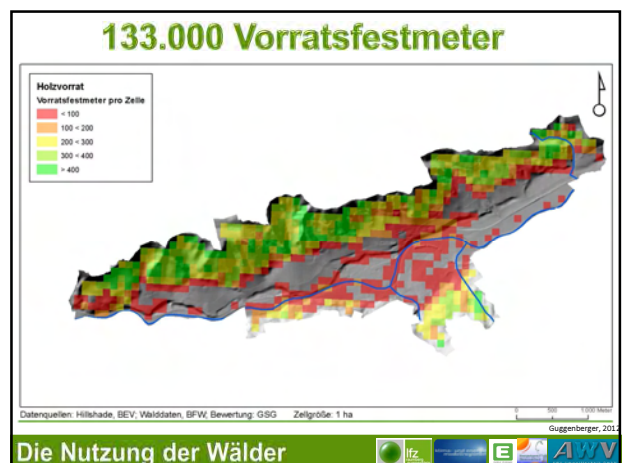 133.000 Vorratsfestmeter
Holzvorrat
Vorratsfestmeter pro Zelle
< 100
100 < 200
200 < 300
300 < 400
> 400
Datenquellen: Hillshade, BEV; Walddaten, BFW, Bewertung: GSG Zellgröße: 1 ha
0 500 1.000 Meter
Guggenberger, 2012
Die Nutzung der Wälder
lfz
E
AWV